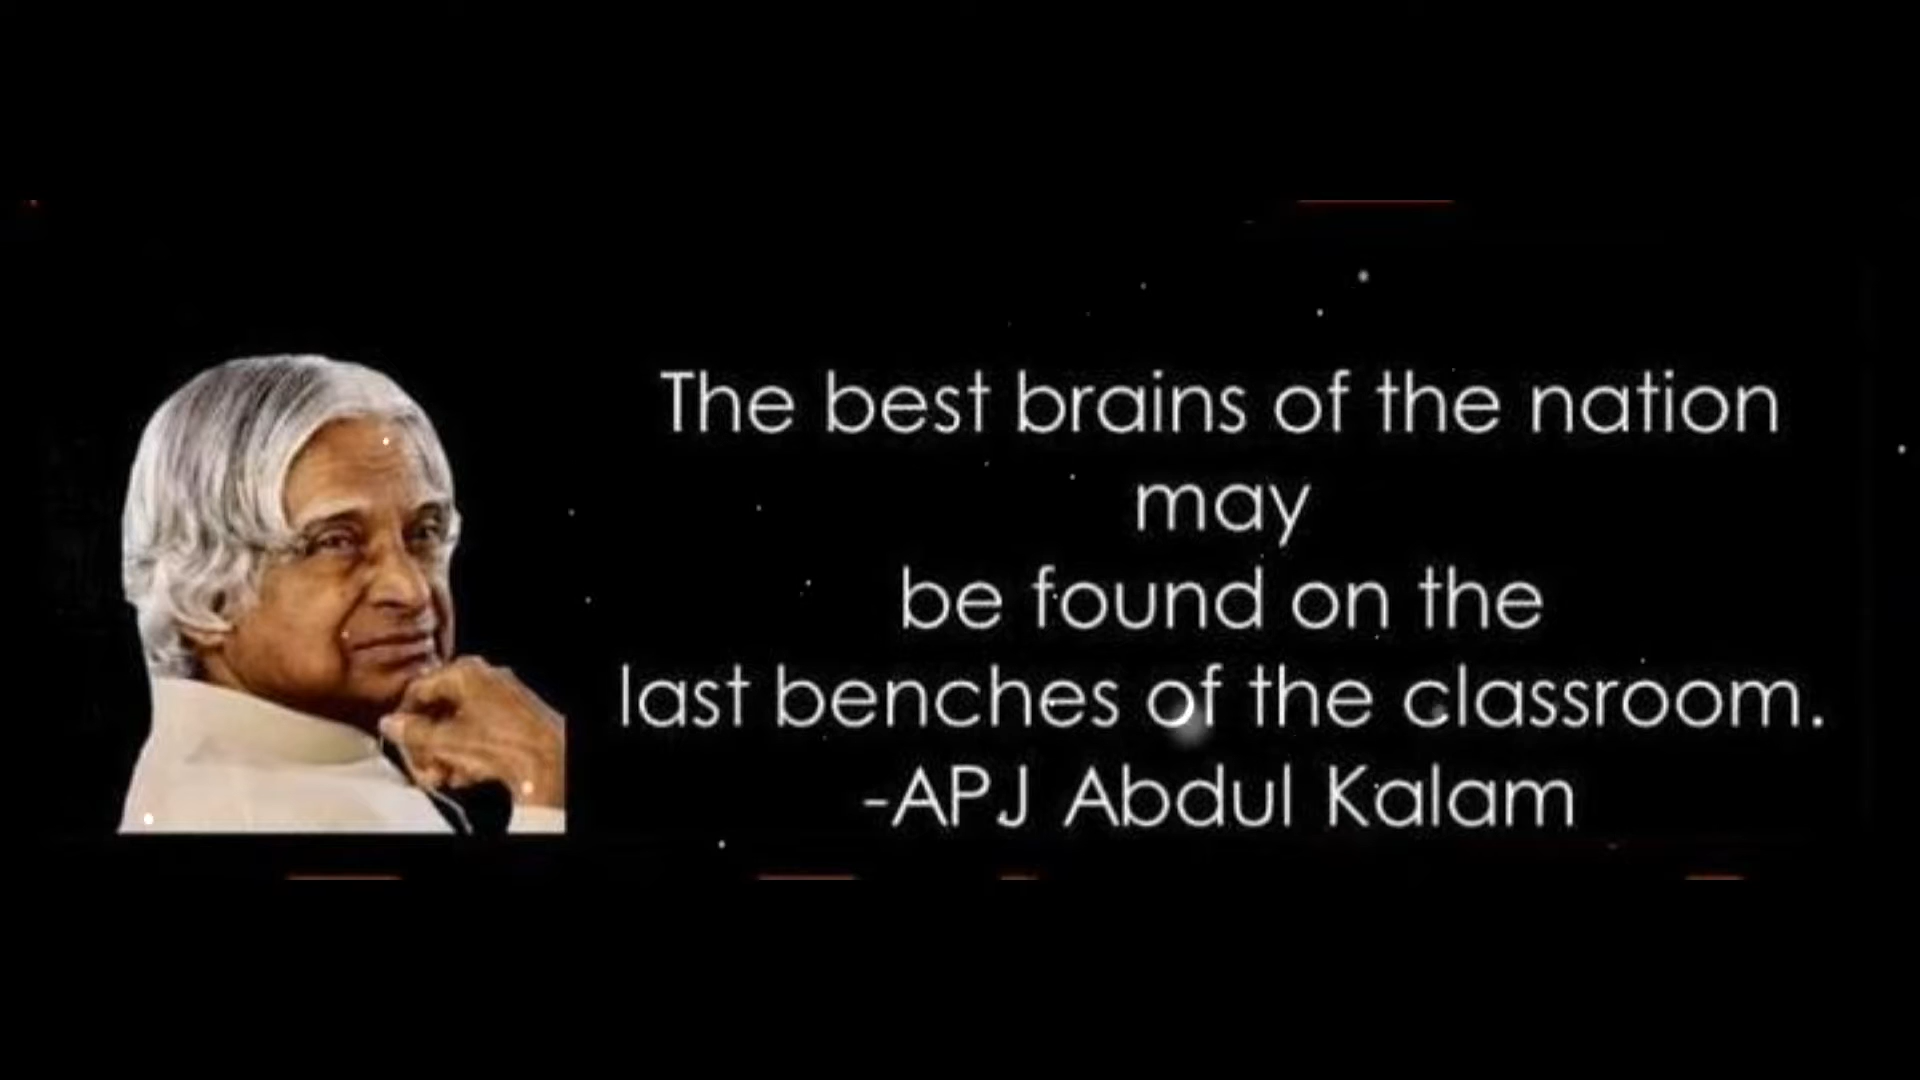 The best brains of the nation
may
be found on the
last benches of the classroom.
-APJ Abdul Kalam